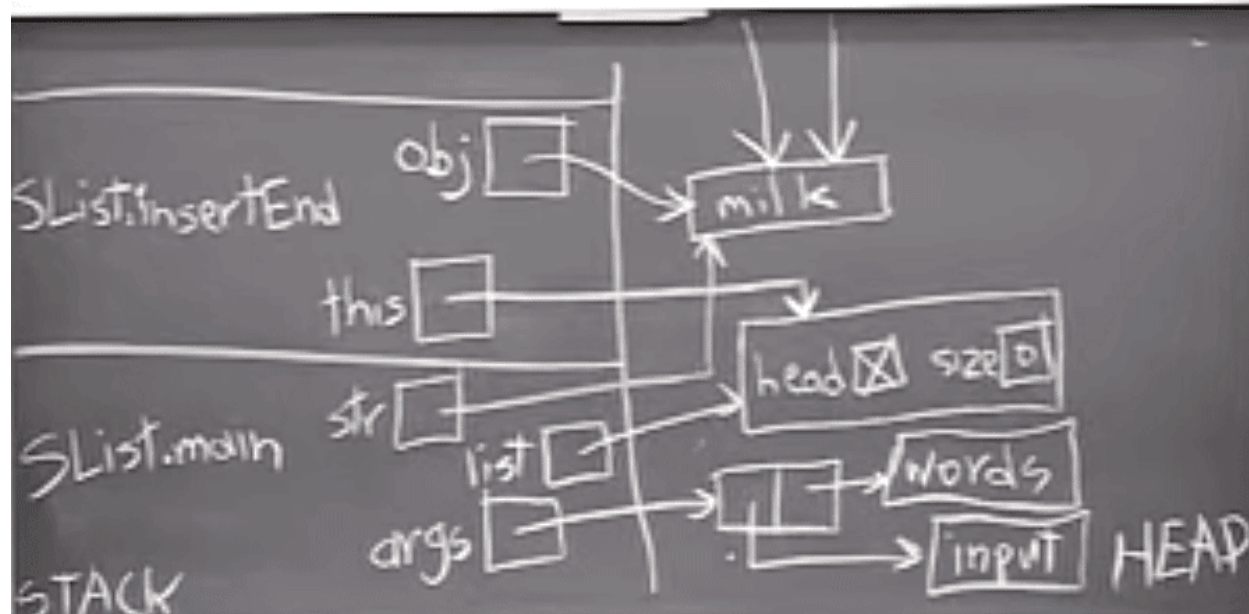 obj
milk
SList.insertEnd
this
head size 0
str
SList.main
list
words
args
input HEAP
STACK